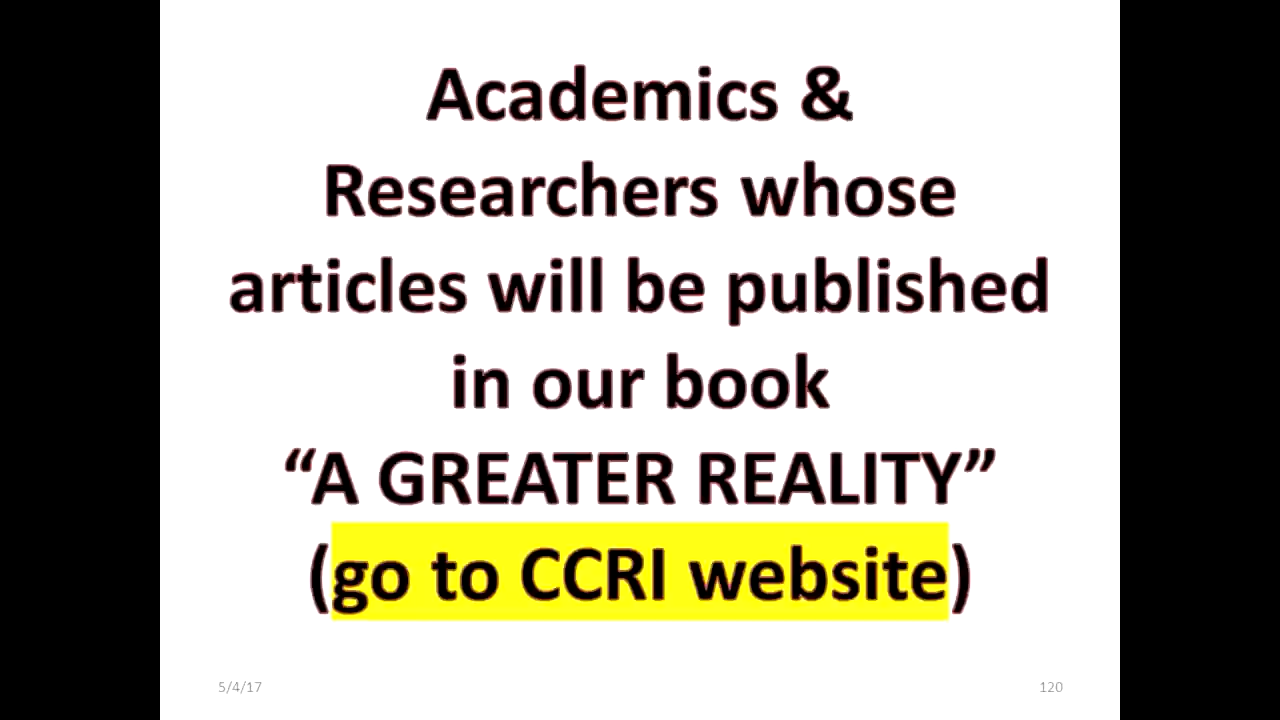 Academics &
Researchers whose
articles will be published
in our book
“A GREATER REALITY”
(go to CCRI website)
5/4/17
120